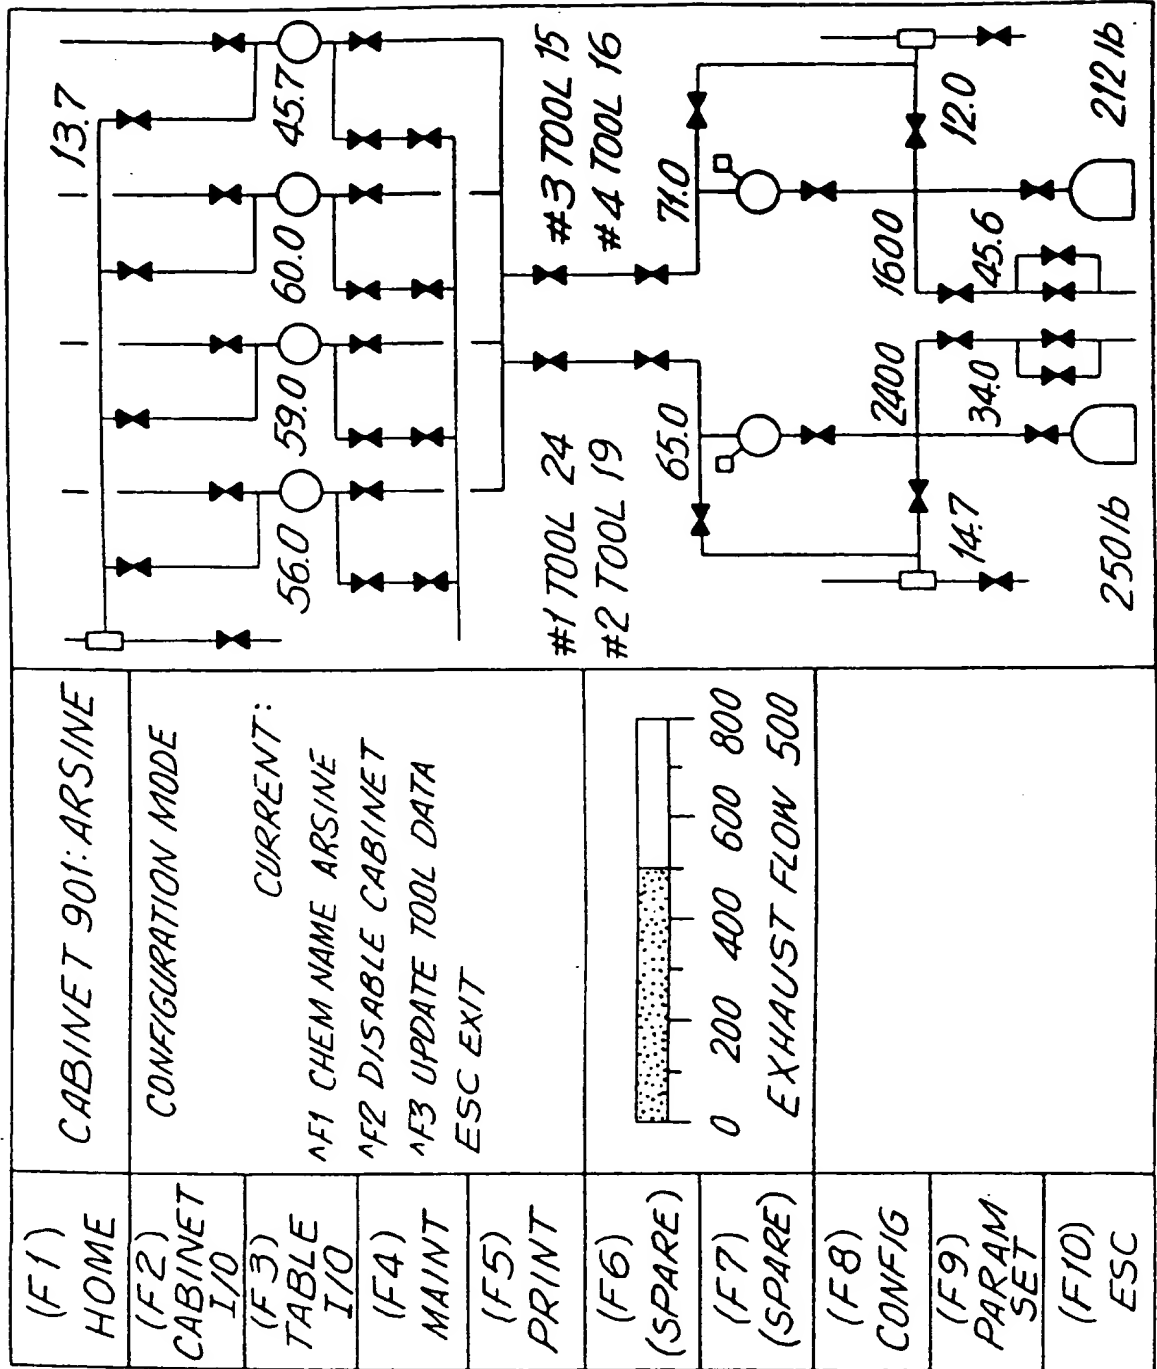 (F1)
HOME
(F2)
CABINET
I/O
(F3)
TABLE
I/O
(F4)
MAINT
(F5)
PRINT
(F6)
(SPARE)
(F7)
(SPARE)
(F8)
CONFIG
(F9)
PARAM
SET
(F10)
ESC
CABINET 901: ARSINE
CONFIGURATION MODE
CURRENT:
^F1 CHEM NAME ARSINE
^F2 DISABLE CABINET
^F3 UPDATE TOOL DATA
ESC EXIT
0 200 400 600 800
EXHAUST FLOW 500
13.7
56.0 59.0 60.0 45.7
#1 TOOL 24 #3 TOOL 15
#2 TOOL 19 #4 TOOL 16
65.0 71.0
2400 1600
14.7 34.0 45.6 12.0
250 lb 212 lb